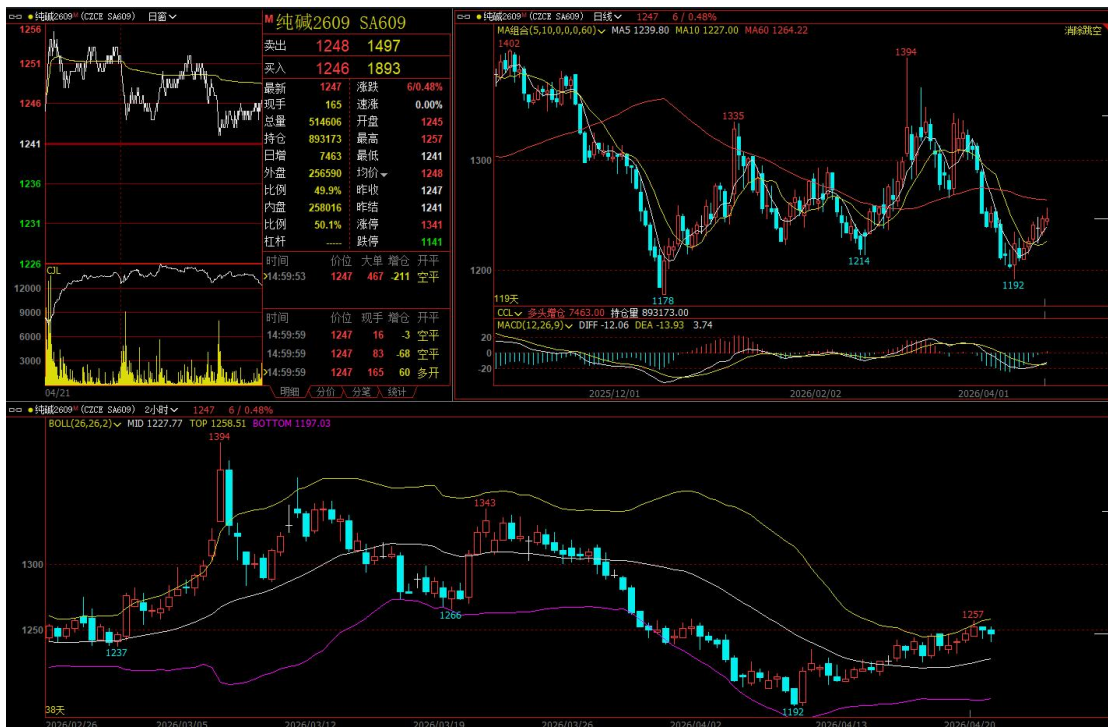 纯碱2609ᴹ (CZCE SA609) 日窗
1256
1251
1246
1241
1236
1231
1226
CJL
12000
9000
6000
3000
04/21
M 纯碱2609 SA609
卖出 1248 1497
买入 1246 1893
最新 1247 涨跌 6/0.48%
现手 165 速涨 0.00%
总量 514606 开盘 1245
持仓 893173 最高 1257
日增 7463 最低 1241
外盘 256590 均价 1248
比例 49.9% 昨收 1247
内盘 258016 昨结 1241
比例 50.1% 涨停 1341
杠杆 ----- 跌停 1141
时间 价位 大单 增仓 开平
14:59:53 1247 467 -211 空平
时间 价位 现手 增仓 开平
14:59:59 1247 16 -3 空平
14:59:59 1247 83 -68 空平
14:59:59 1247 165 60 多开
明细 分价 分笔 统计
纯碱2609ᴹ (CZCE SA609) 日线 1247 6 / 0.48%
MA组合(5,10,0,0,0,60) MA5 1239.80 MA10 1227.00 MA60 1264.22 消除跳空
1402
1394
1335
1300
1214
1200
1192
1178
119天
CCL 多头增仓 7463.00 持仓量 893173.00
MACD(12,26,9) DIFF -12.06 DEA -13.93 3.74
20
0
-20
2025/12/01 2026/02/02 2026/04/01
纯碱2609ᴹ (CZCE SA609) 2小时 1247 6 / 0.48%
BOLL(26,26,2) MID 1227.77 TOP 1258.51 BOTTOM 1197.03
1394
1343
1300
1266
1257
1250
1237
1192
38天
2026/02/26 2026/03/05 2026/03/12 2026/03/19 2026/03/26 2026/04/02 2026/04/13 2026/04/20